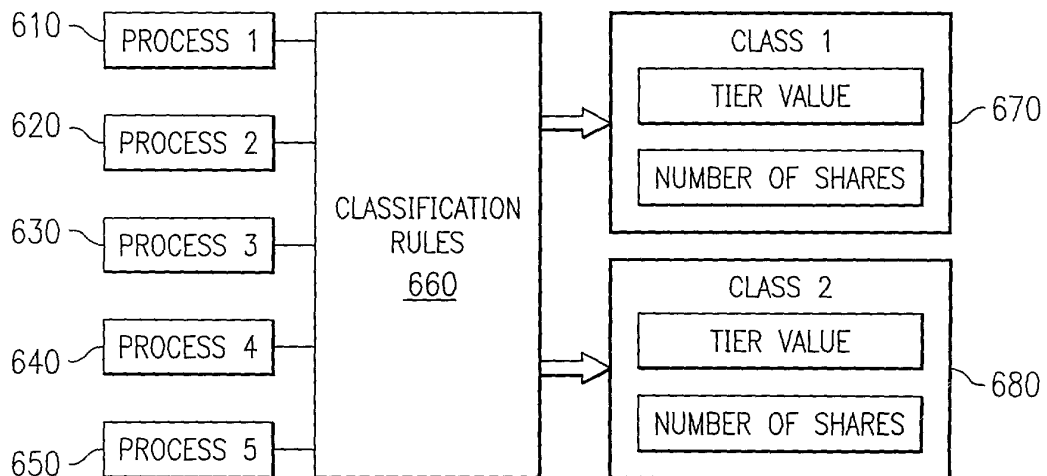 610
PROCESS 1
620
PROCESS 2
630
PROCESS 3
640
PROCESS 4
650
PROCESS 5
CLASSIFICATION
RULES
660
CLASS 1
TIER VALUE
NUMBER OF SHARES
670
CLASS 2
TIER VALUE
NUMBER OF SHARES
680